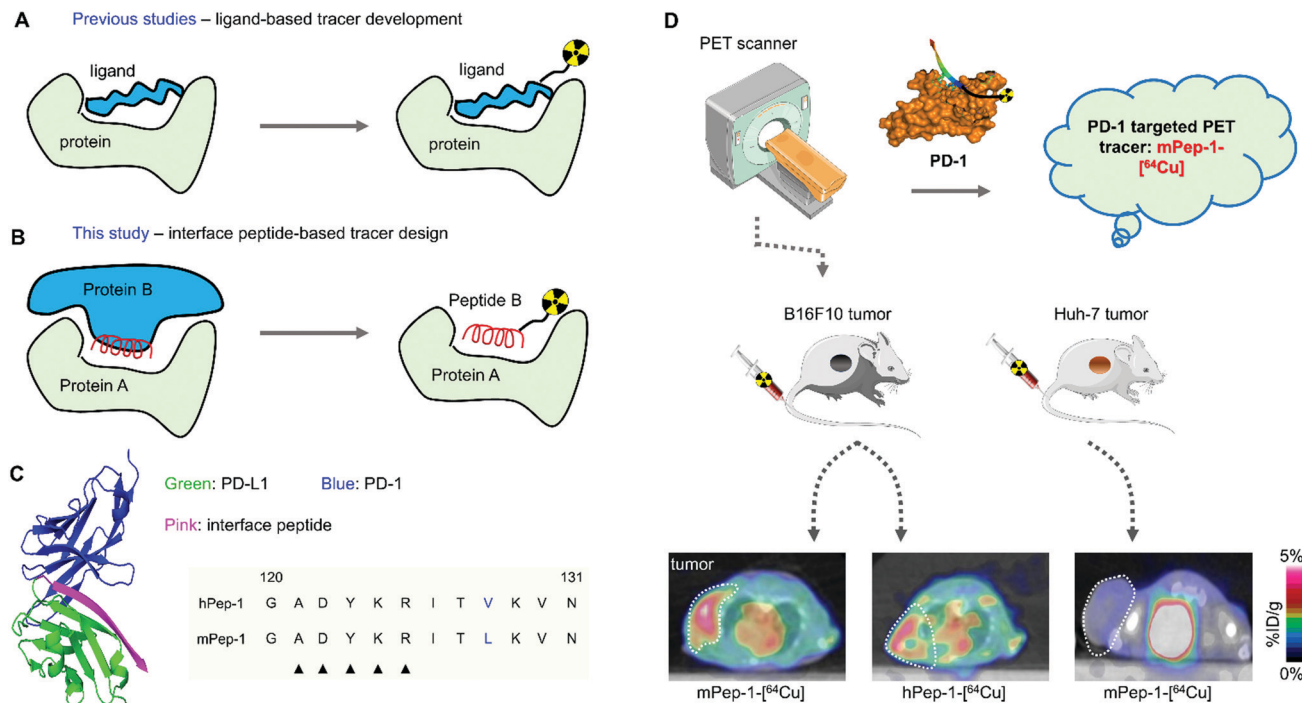 A
Previous studies – ligand-based tracer development
ligand
protein
ligand
protein
B
This study – interface peptide-based tracer design
Protein B
Protein A
Peptide B
Protein A
C
Green: PD-L1 Blue: PD-1
Pink: interface peptide
120 131
hPep-1 G A D Y K R I T V K V N
mPep-1 G A D Y K R I T L K V N
D
PET scanner
PD-1
PD-1 targeted PET
tracer: mPep-1-
[⁶⁴Cu]
B16F10 tumor
Huh-7 tumor
tumor
mPep-1-[⁶⁴Cu]
hPep-1-[⁶⁴Cu]
mPep-1-[⁶⁴Cu]
5%
%ID/g
0%